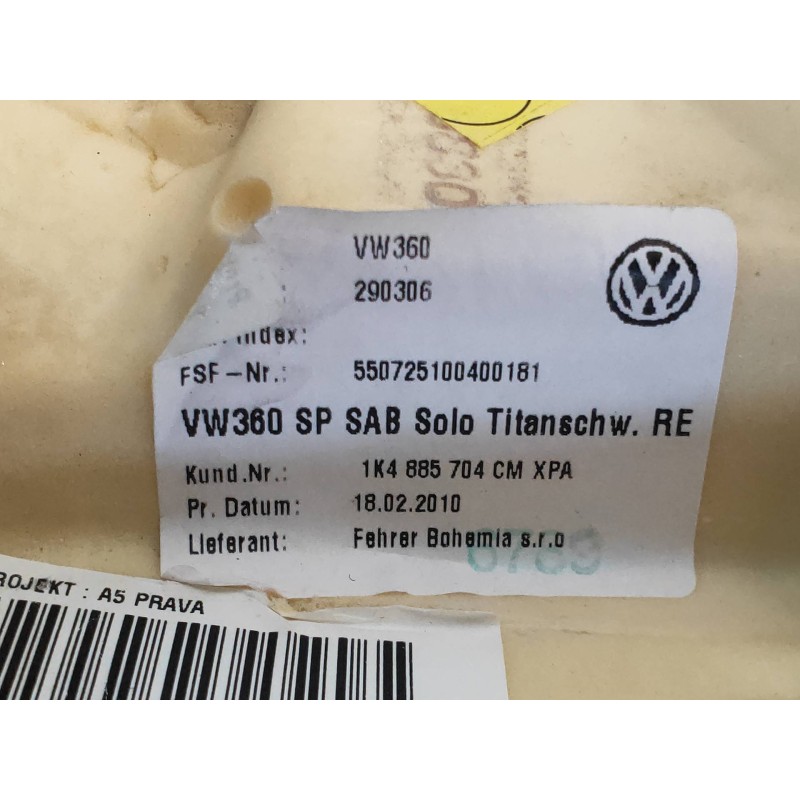 VW360
290306
Index:
FSF-Nr.: 550725100400181
VW360 SP SAB Solo Titanschw. RE
Kund.Nr.: 1K4 885 704 CM XPA
Pr. Datum: 18.02.2010
Lieferant: Fehrer Bohemia s.r.o
6783
ROJEKT : A5 PRAVA